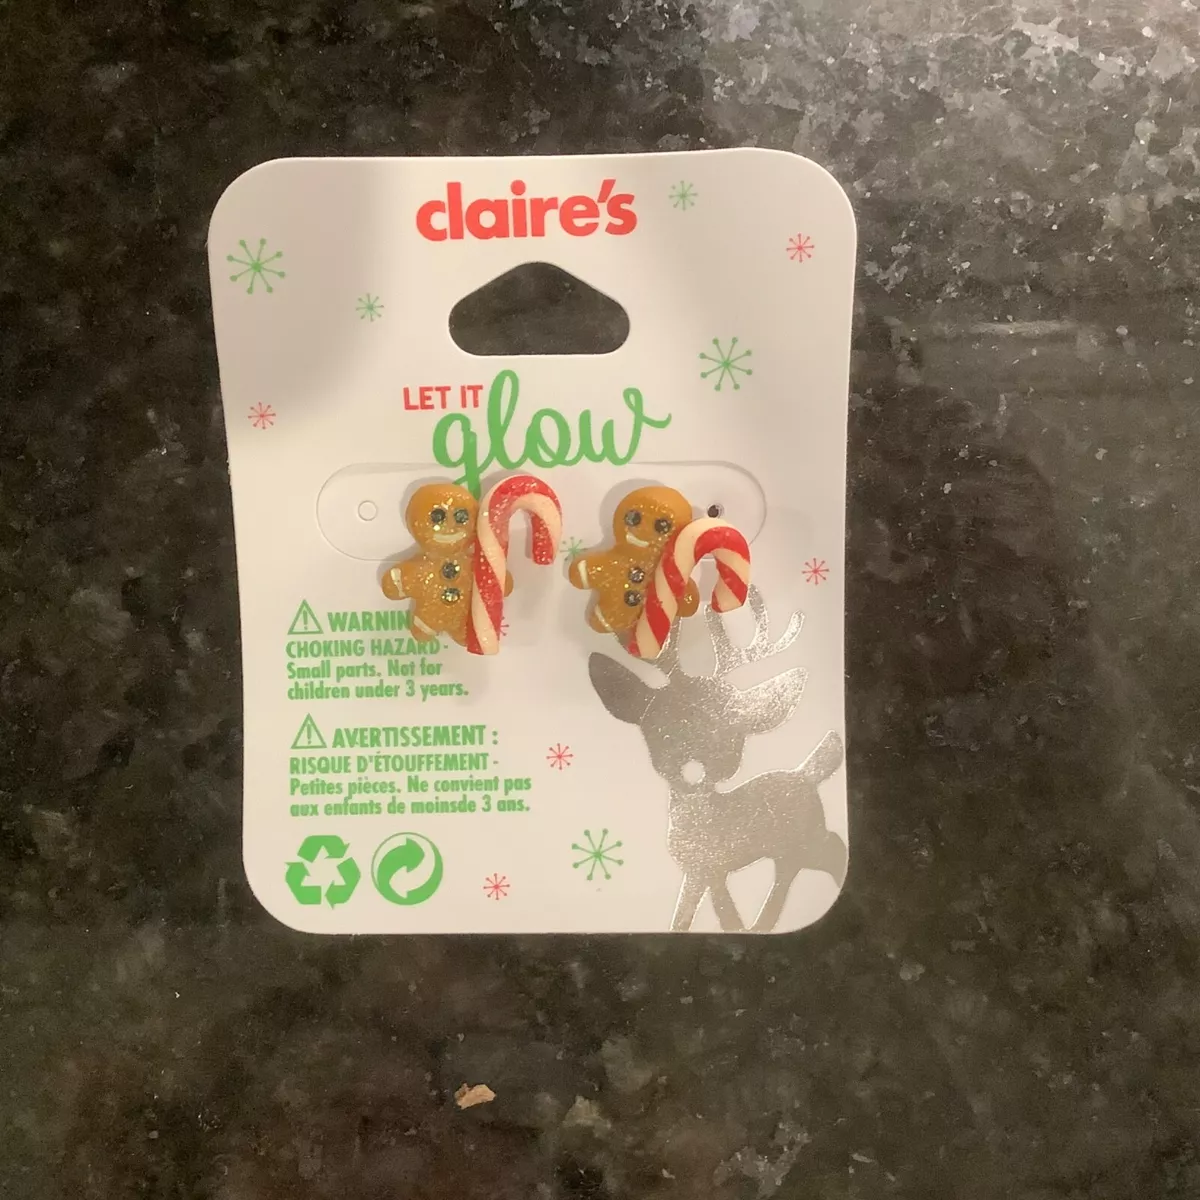 claire's
LET IT
glow
WARNIN
CHOKING HAZARD -
Small parts. Not for
children under 3 years.
AVERTISSEMENT :
RISQUE D'ÉTOUFFEMENT -
Petites pièces. Ne convient pas
aux enfants de moinsde 3 ans.